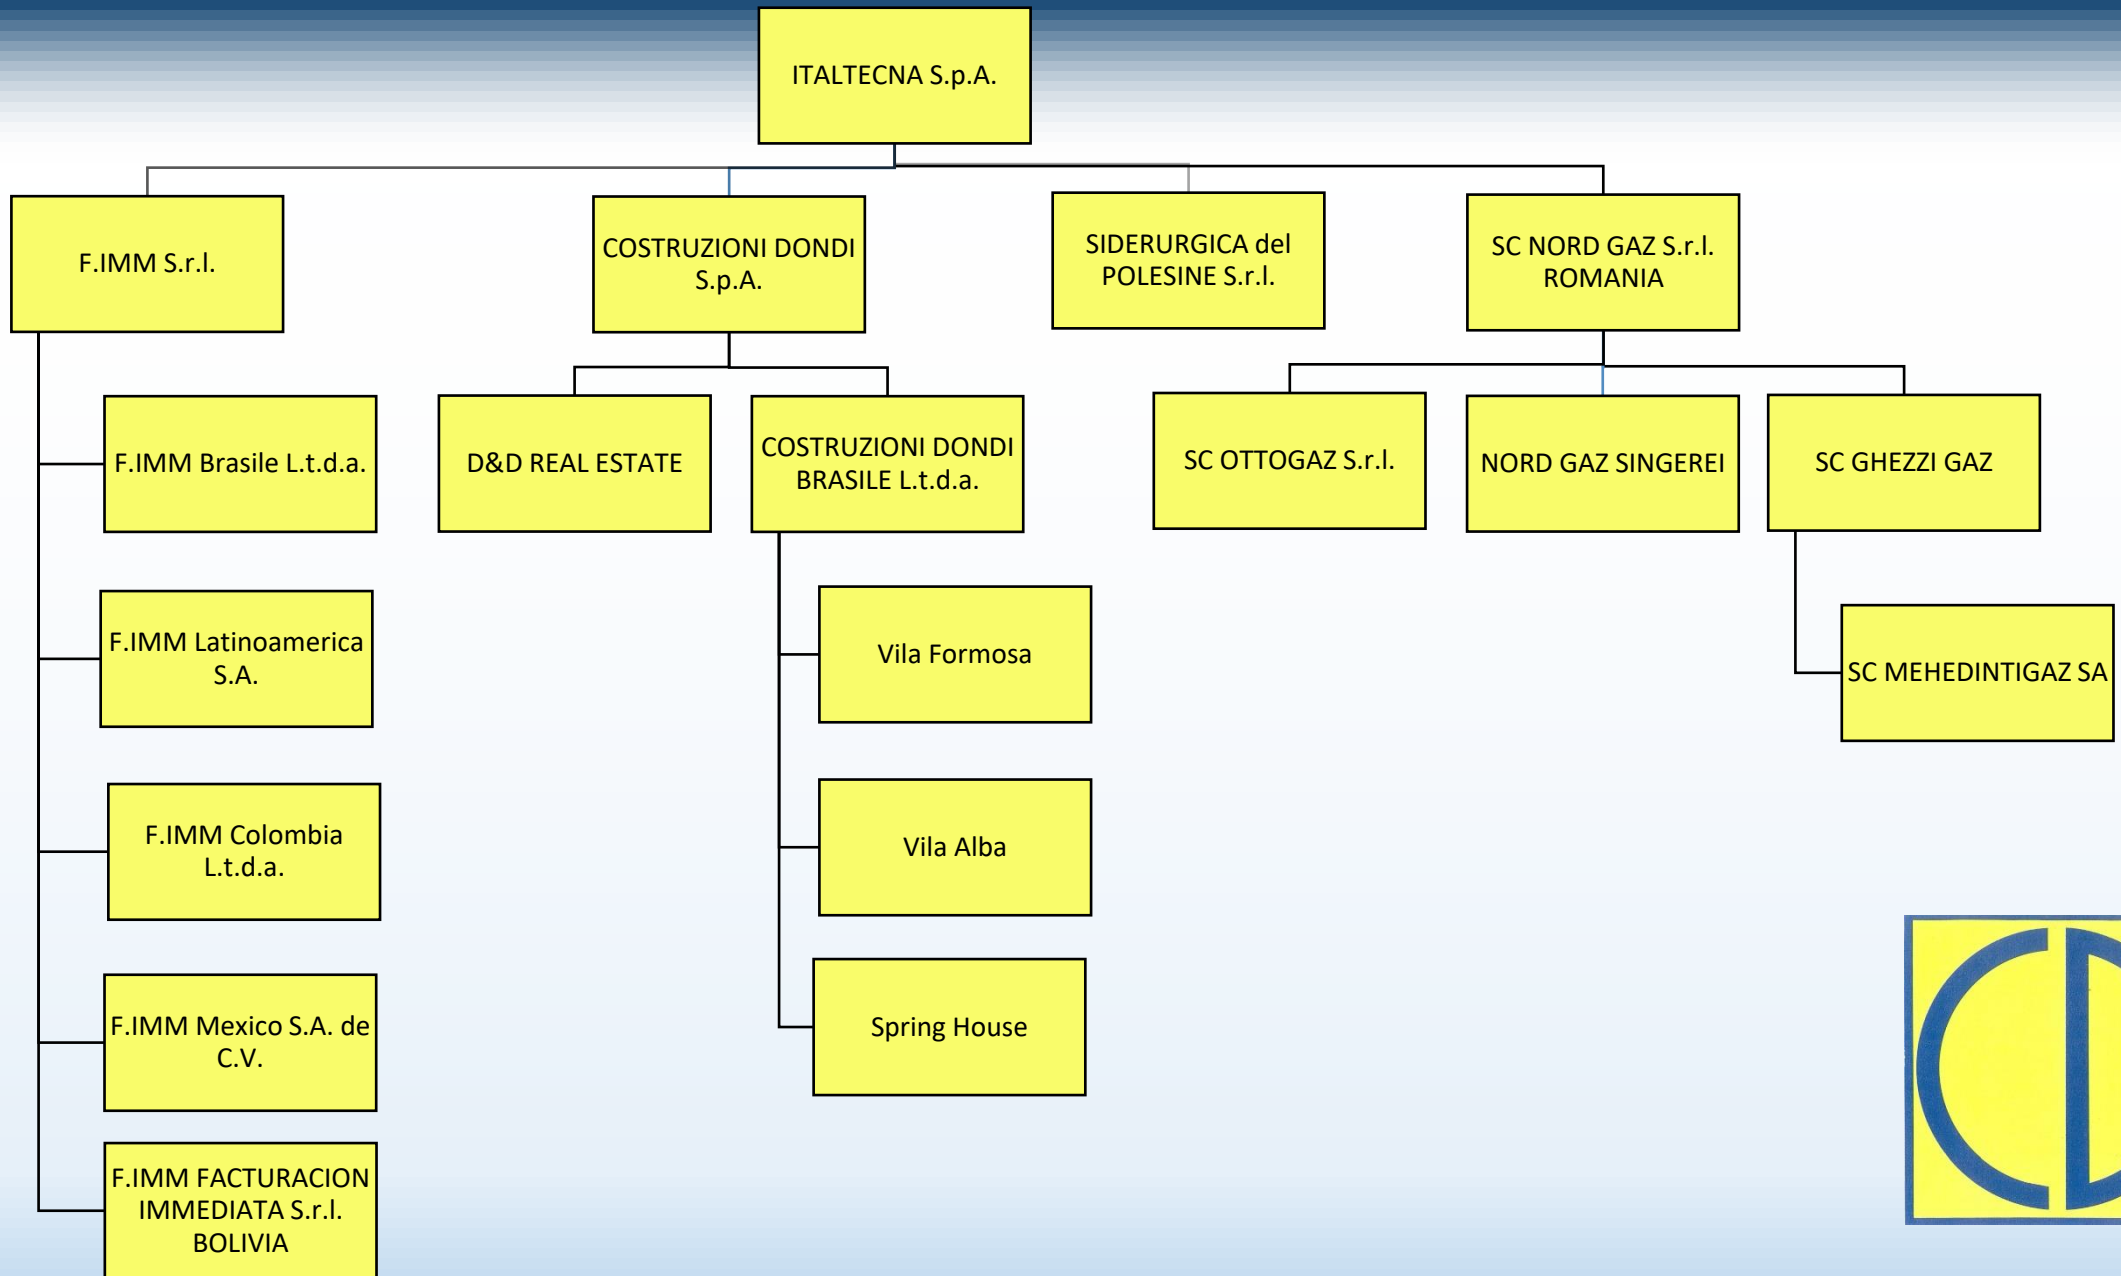 ITALTECNA S.p.A.
F.IMM S.r.l.
COSTRUZIONI DONDI
S.p.A.
SIDERURGICA del
POLESINE S.r.l.
SC NORD GAZ S.r.l.
ROMANIA
F.IMM Brasile L.t.d.a.
D&D REAL ESTATE
COSTRUZIONI DONDI
BRASILE L.t.d.a.
SC OTTOGAZ S.r.l.
NORD GAZ SINGEREI
SC GHEZZI GAZ
F.IMM Latinoamerica
S.A.
Vila Formosa
SC MEHEDINTIGAZ SA
F.IMM Colombia
L.t.d.a.
Vila Alba
F.IMM Mexico S.A. de
C.V.
Spring House
F.IMM FACTURACION
IMMEDIATA S.r.l.
BOLIVIA
CD